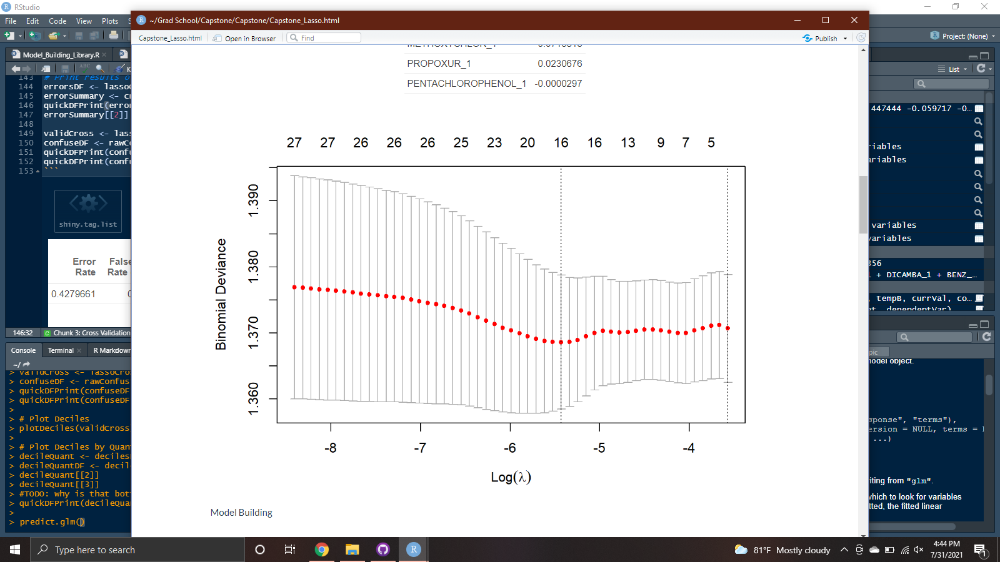 RStudio
File Edit Code View Plots
~/Grad School/Capstone/Capstone/Capstone_Lasso.html
Capstone_Lasso.html Open in Browser Find Publish
Project: (None)
Model_Building_Library.R
List
PROPOXUR_1 0.0230676
PENTACHLOROPHENOL_1 -0.0000297
143 # Print results o
144 errorsDF <- lasso
145 errorSummary <- c
146 quickDFPrint(erro
147 errorSummary[[2]]
148
149 validCross <- las
150 confuseDF <- rawC
151 quickDFPrint(conf
152 quickDFPrint(conf
153 ```
shiny.tag.list
Error Rate False Rate
0.4279661
146:32 Chunk 3: Cross Validation
Console Terminal R Markdown
~/
> validCross <- lassoCro
> confuseDF <- rawConfus
> quickDFPrint(confuseDF
> quickDFPrint(confuseDF
>
> # Plot Deciles
> plotDeciles(validCross
>
> # Plot Deciles by Quan
> decileQuant <- deciles
> decileQuantDF <- decil
> decileQuant[[2]]
> decileQuant[[3]]
> #TODO: why is that bot
> quickDFPrint(decileQua
>
> predict.glm()
27 27 26 26 26 25 23 20 16 16 13 9 7 5
1.390
1.380
1.370
1.360
Binomial Deviance
-8 -7 -6 -5 -4
Log(λ)
Model Building
447444 -0.059717 -0…
riables
ariables
variables
variables
356
1 + DICAMBA_1 + BENZ_…
, tempB, currVal, co…
t, dependentVar)
pic
model object.
sponse", "terms"),
ersion = NULL, terms =
...)
iting from "glm".
which to look for variables
tted, the fitted linear
Type here to search
81°F Mostly cloudy
4:44 PM
7/31/2021
1